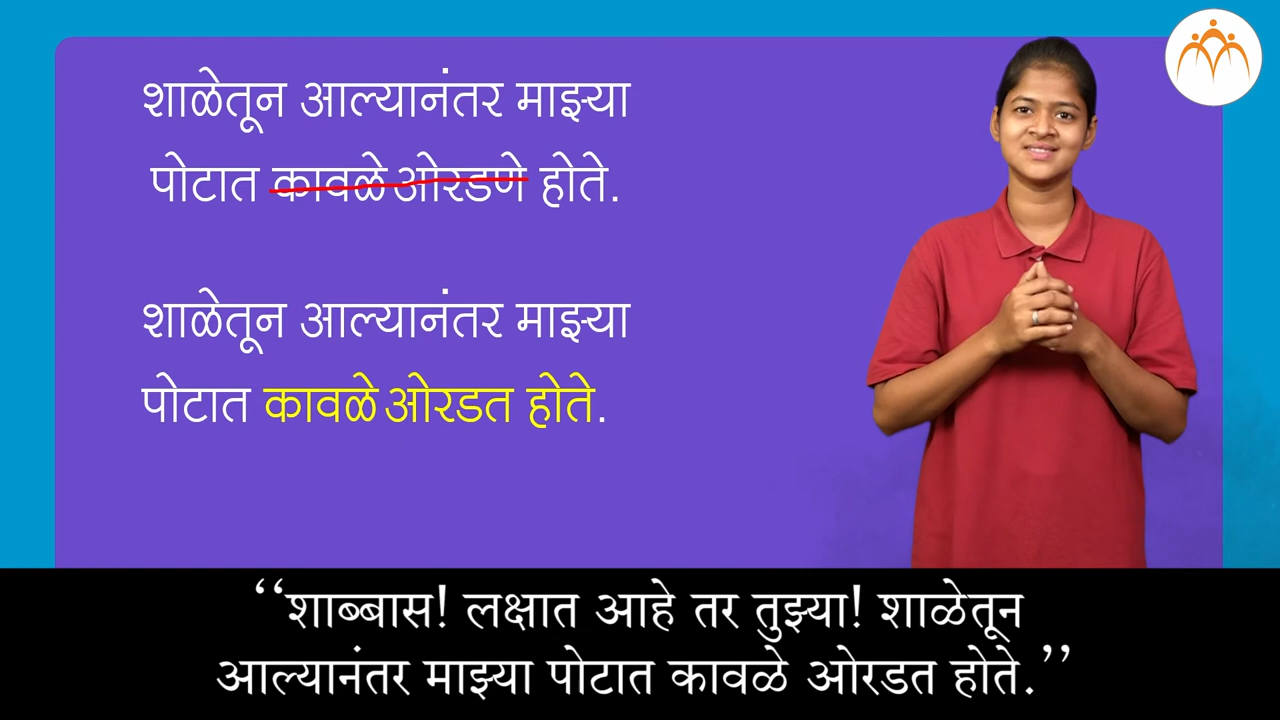 शाळेतून आल्यानंतर माझ्या
पोटात कावळे ओरडणे होते.
शाळेतून आल्यानंतर माझ्या
पोटात कावळे ओरडत होते.
“शाब्बास! लक्षात आहे तर तुझ्या! शाळेतून
आल्यानंतर माझ्या पोटात कावळे ओरडत होते.”